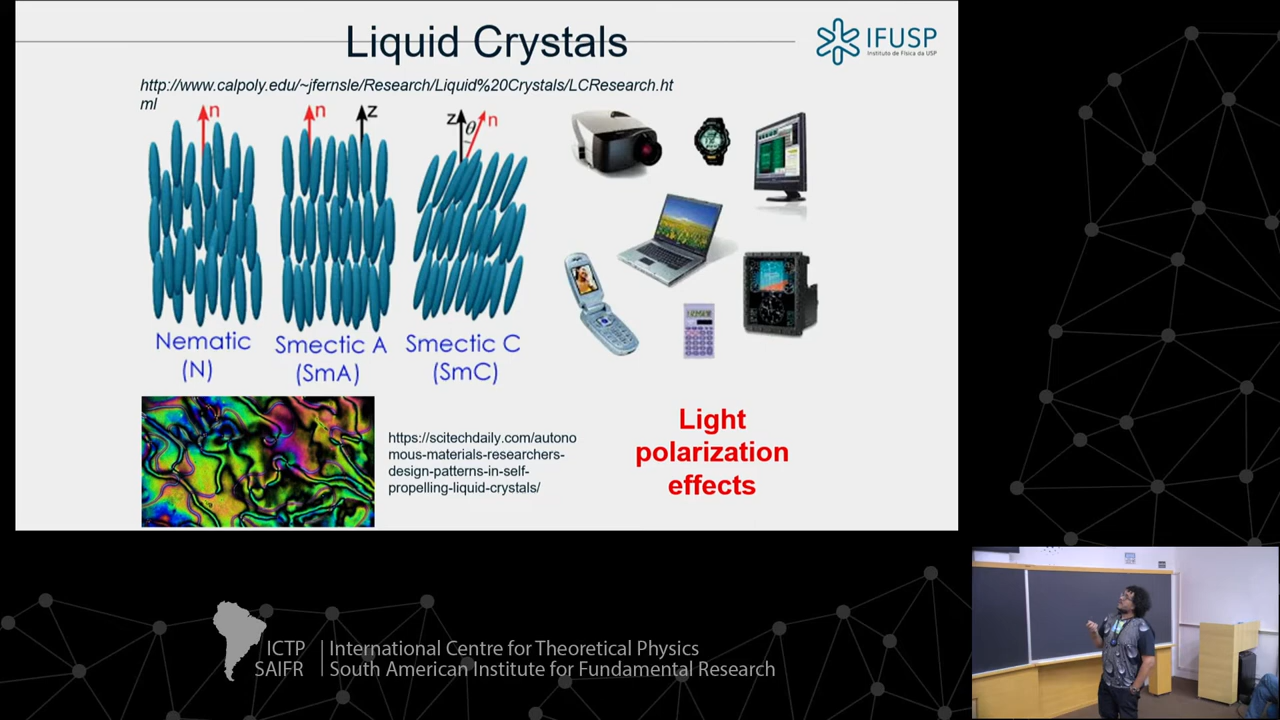 Liquid Crystals
IFUSP
Instituto de Física da USP
http://www.calpoly.edu/~jfernsle/Research/Liquid%20Crystals/LCResearch.ht
ml
n
n
z
z
θ
n
Nematic
(N)
Smectic A
(SmA)
Smectic C
(SmC)
https://scitechdaily.com/autono
mous-materials-researchers-
design-patterns-in-self-
propelling-liquid-crystals/
Light
polarization
effects
ICTP
SAIFR
International Centre for Theoretical Physics
South American Institute for Fundamental Research